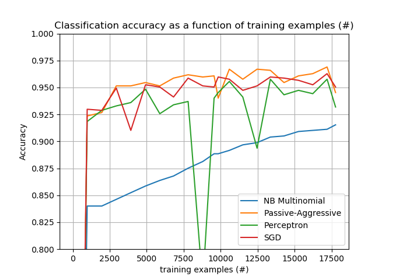 Classification accuracy as a function of training examples (#)
1.000
0.975
0.950
0.925
0.900
0.875
0.850
0.825
0.800
Accuracy
NB Multinomial
Passive-Aggressive
Perceptron
SGD
0 2500 5000 7500 10000 12500 15000 17500
training examples (#)